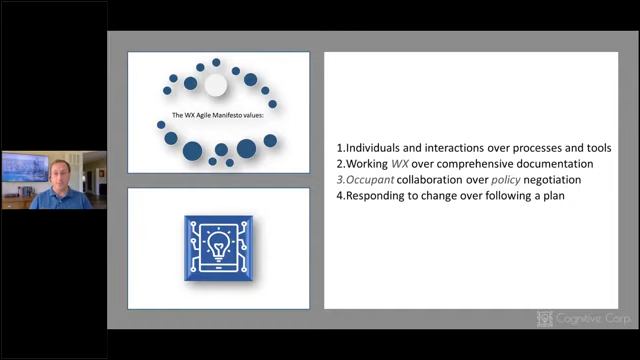 The WX Agile Manifesto values:
1.Individuals and interactions over processes and tools
2.Working WX over comprehensive documentation
3.Occupant collaboration over policy negotiation
4.Responding to change over following a plan
Cognitive Corp.